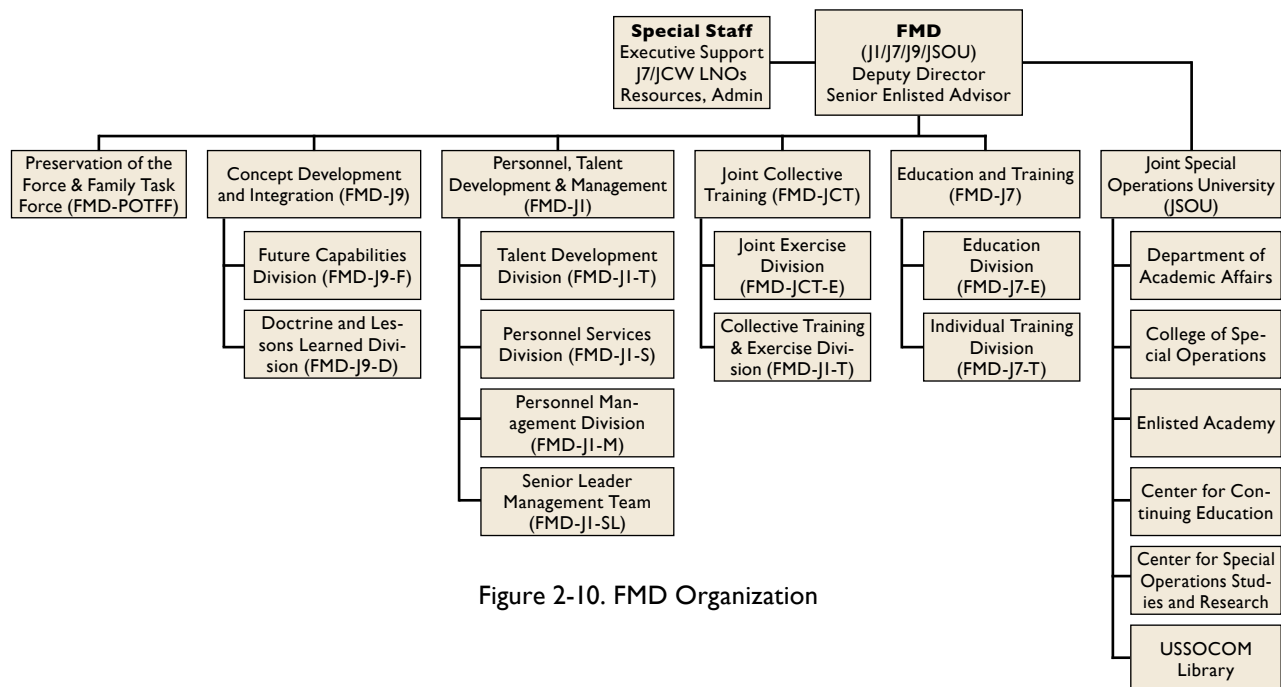 Special Staff
Executive Support
J7/JCW LNOs
Resources, Admin
FMD
(J1/J7/J9/JSOU)
Deputy Director
Senior Enlisted Advisor
Preservation of the
Force & Family Task
Force (FMD-POTFF)
Concept Development
and Integration (FMD-J9)
Future Capabilities
Division (FMD-J9-F)
Doctrine and Les-
sons Learned Divi-
sion (FMD-J9-D)
Personnel, Talent
Development & Management
(FMD-J1)
Talent Development
Division (FMD-J1-T)
Personnel Services
Division (FMD-J1-S)
Personnel Man-
agement Division
(FMD-J1-M)
Senior Leader
Management Team
(FMD-J1-SL)
Joint Collective
Training (FMD-JCT)
Joint Exercise
Division
(FMD-JCT-E)
Collective Training
& Exercise Divi-
sion (FMD-J1-T)
Education and Training
(FMD-J7)
Education
Division
(FMD-J7-E)
Individual Training
Division
(FMD-J7-T)
Joint Special
Operations University
(JSOU)
Department of
Academic Affairs
College of Spe-
cial Operations
Enlisted Academy
Center for Con-
tinuing Education
Center for Special
Operations Stud-
ies and Research
USSOCOM
Library
Figure 2-10. FMD Organization